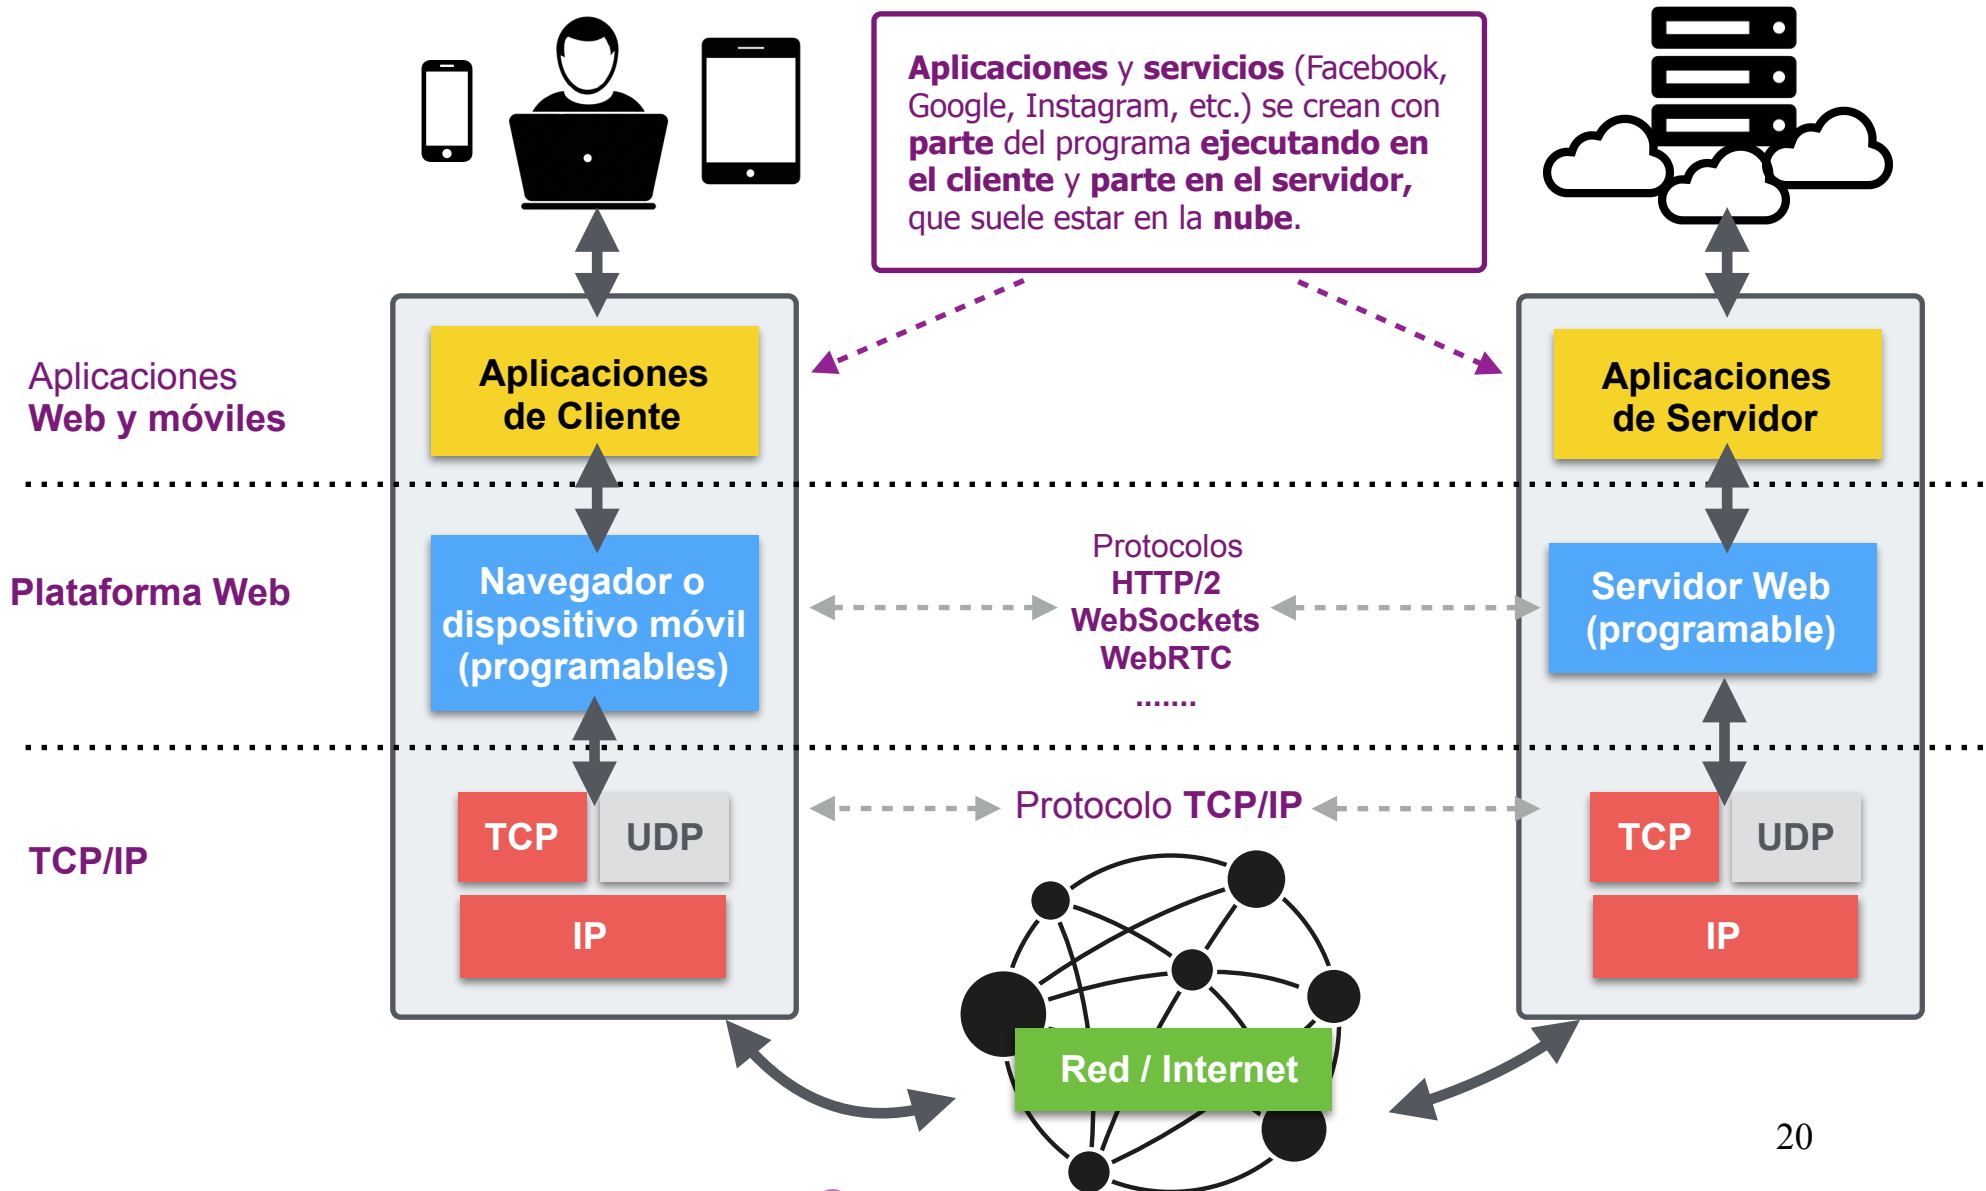 Aplicaciones y servicios (Facebook,
Google, Instagram, etc.) se crean con
parte del programa ejecutando en
el cliente y parte en el servidor,
que suele estar en la nube.
Aplicaciones
Web y móviles
Aplicaciones
de Cliente
Aplicaciones
de Servidor
Plataforma Web
Navegador o
dispositivo móvil
(programables)
Protocolos
HTTP/2
WebSockets
WebRTC
.......
Servidor Web
(programable)
TCP/IP
TCP
UDP
IP
Protocolo TCP/IP
TCP
UDP
IP
Red / Internet
20